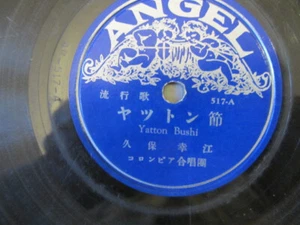 ANGEL
流行歌
517-A
ヤットン節
Yatton Bushi
久保幸江
コロンビア合唱團